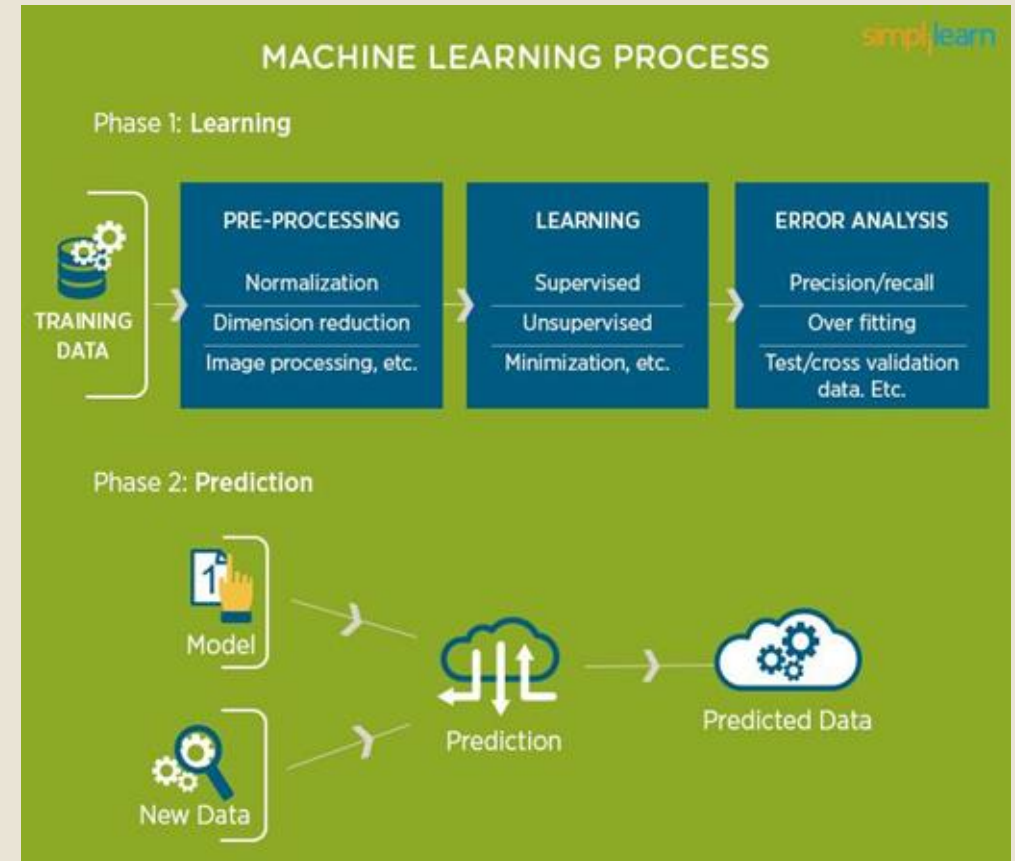 simplilearn
MACHINE LEARNING PROCESS
Phase 1: Learning
TRAINING
DATA
PRE-PROCESSING
Normalization
Dimension reduction
Image processing, etc.
LEARNING
Supervised
Unsupervised
Minimization, etc.
ERROR ANALYSIS
Precision/recall
Over fitting
Test/cross validation
data. Etc.
Phase 2: Prediction
1
Model
New Data
Prediction
Predicted Data